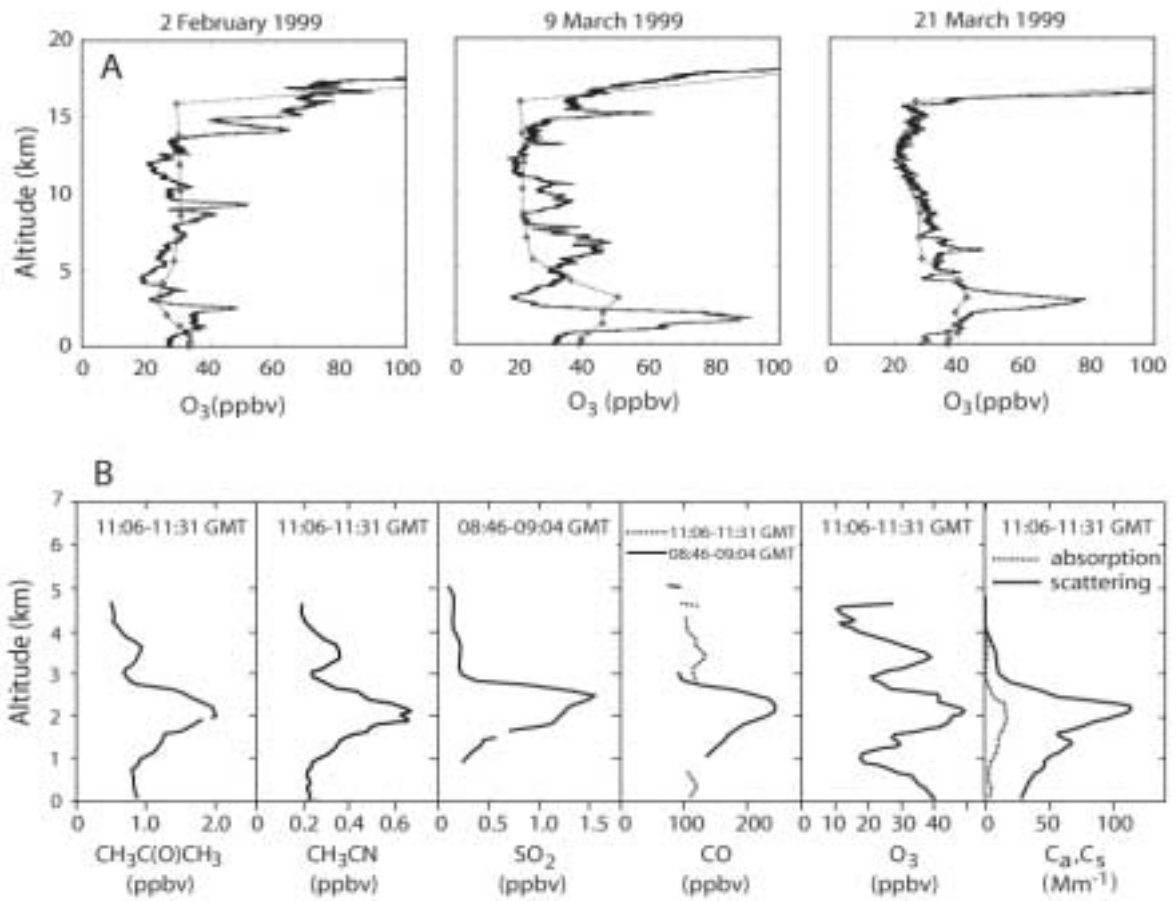 2 February 1999
9 March 1999
21 March 1999
A
Altitude (km)
20
15
10
5
0
0 20 40 60 80 100
0 20 40 60 80 100
0 20 40 60 80 100
O3(ppbv)
O3 (ppbv)
O3(ppbv)
B
Altitude (km)
7
6
5
4
3
2
1
0
11:06-11:31 GMT
11:06-11:31 GMT
08:46-09:04 GMT
11:06-11:31 GMT
08:46-09:04 GMT
11:06-11:31 GMT
11:06-11:31 GMT
absorption
scattering
0 1.0 2.0
0 0.2 0.4 0.6
0 0.5 1.0 1.5
0 100 200
0 10 20 30 40
0 50 100
CH3C(O)CH3
(ppbv)
CH3CN
(ppbv)
SO2
(ppbv)
CO
(ppbv)
O3
(ppbv)
Ca,Cs
(Mm-1)